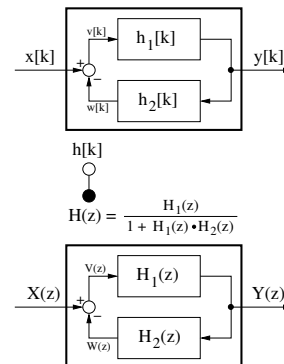 v[k]
h₁[k]
x[k]
y[k]
+
−
w[k]
h₂[k]
h[k]
H(z) = H₁(z) / 1 + H₁(z) • H₂(z)
V(z)
H₁(z)
X(z)
Y(z)
+
−
W(z)
H₂(z)